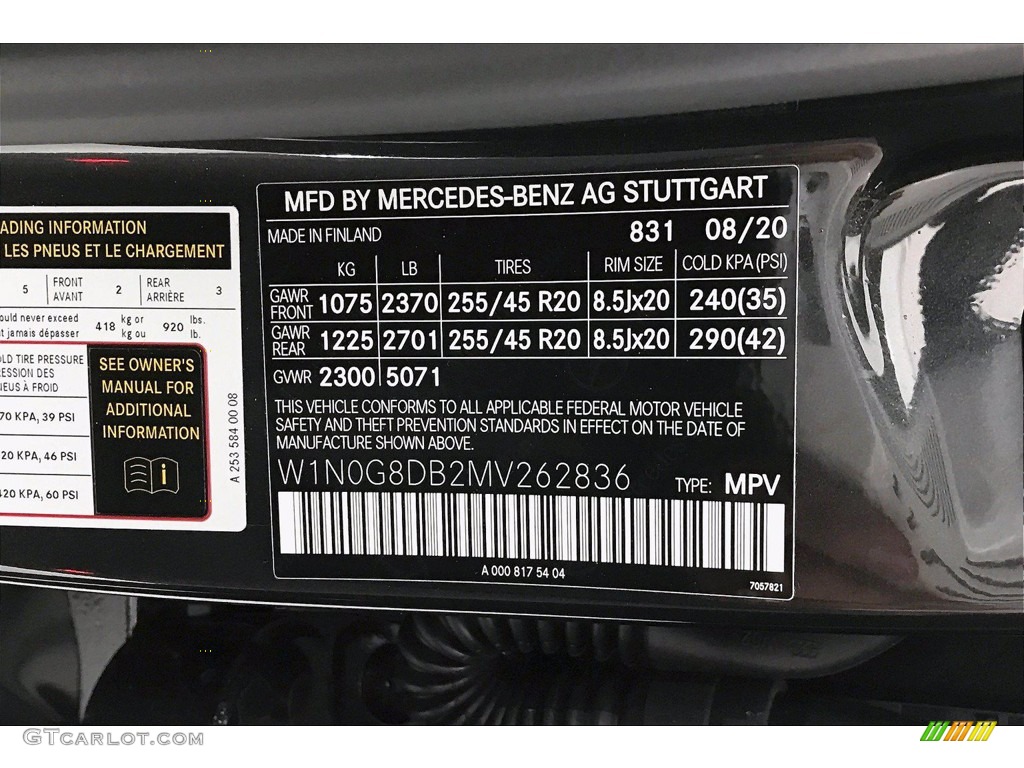 ADING INFORMATION
LES PNEUS ET LE CHARGEMENT
5 FRONT AVANT 2 REAR ARRIÈRE 3
ould never exceed
t jamais dépasser 418 kg or kg ou 920 lbs. lb.
OLD TIRE PRESSURE
ESSION DES
NEUS À FROID
70 KPA, 39 PSI
20 KPA, 46 PSI
420 KPA, 60 PSI
SEE OWNER'S
MANUAL FOR
ADDITIONAL
INFORMATION
i
A 253 584 00 08
MFD BY MERCEDES-BENZ AG STUTTGART
MADE IN FINLAND 831 08/20
KG LB TIRES RIM SIZE COLD KPA (PSI)
GAWR FRONT 1075 2370 255/45 R20 8.5Jx20 240(35)
GAWR REAR 1225 2701 255/45 R20 8.5Jx20 290(42)
GVWR 2300 5071
THIS VEHICLE CONFORMS TO ALL APPLICABLE FEDERAL MOTOR VEHICLE
SAFETY AND THEFT PREVENTION STANDARDS IN EFFECT ON THE DATE OF
MANUFACTURE SHOWN ABOVE.
W1N0G8DB2MV262836 TYPE: MPV
A 000 817 54 04
7057821
GTCarlot.com